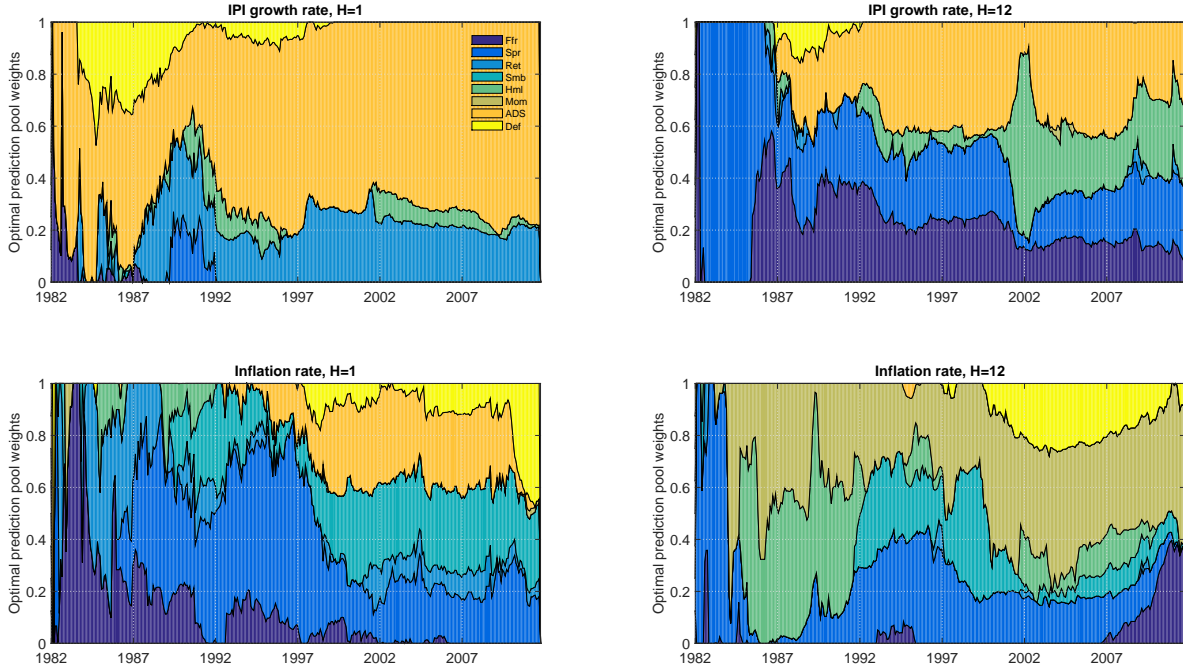 IPI growth rate, H=1
Optimal prediction pool weights
1
0.8
0.6
0.4
0.2
0
1982 1987 1992 1997 2002 2007
Ffr
Spr
Ret
Smb
Hml
Mom
ADS
Def
IPI growth rate, H=12
Optimal prediction pool weights
1
0.8
0.6
0.4
0.2
0
1982 1987 1992 1997 2002 2007
Inflation rate, H=1
Optimal prediction pool weights
1
0.8
0.6
0.4
0.2
0
1982 1987 1992 1997 2002 2007
Inflation rate, H=12
Optimal prediction pool weights
1
0.8
0.6
0.4
0.2
0
1982 1987 1992 1997 2002 2007